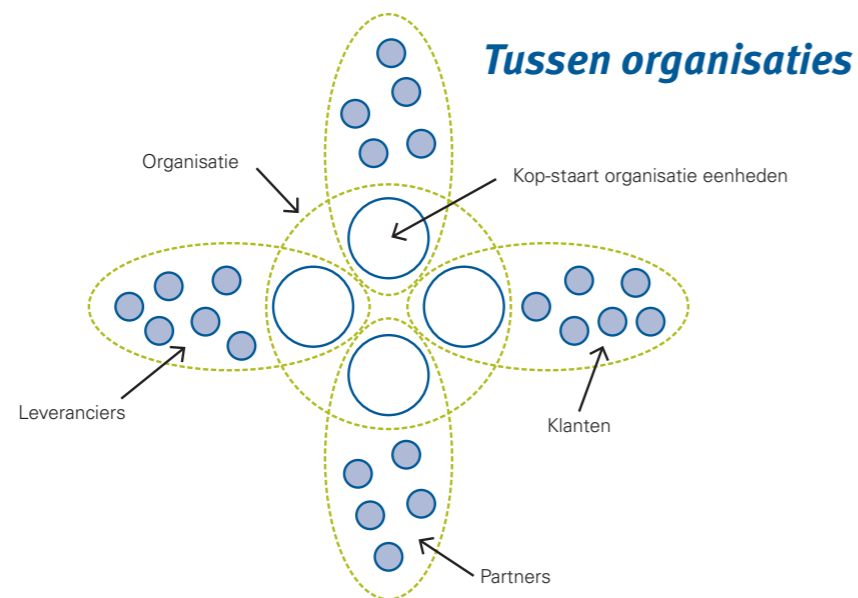 Tussen organisaties
Organisatie
Kop-staart organisatie eenheden
Leveranciers
Klanten
Partners